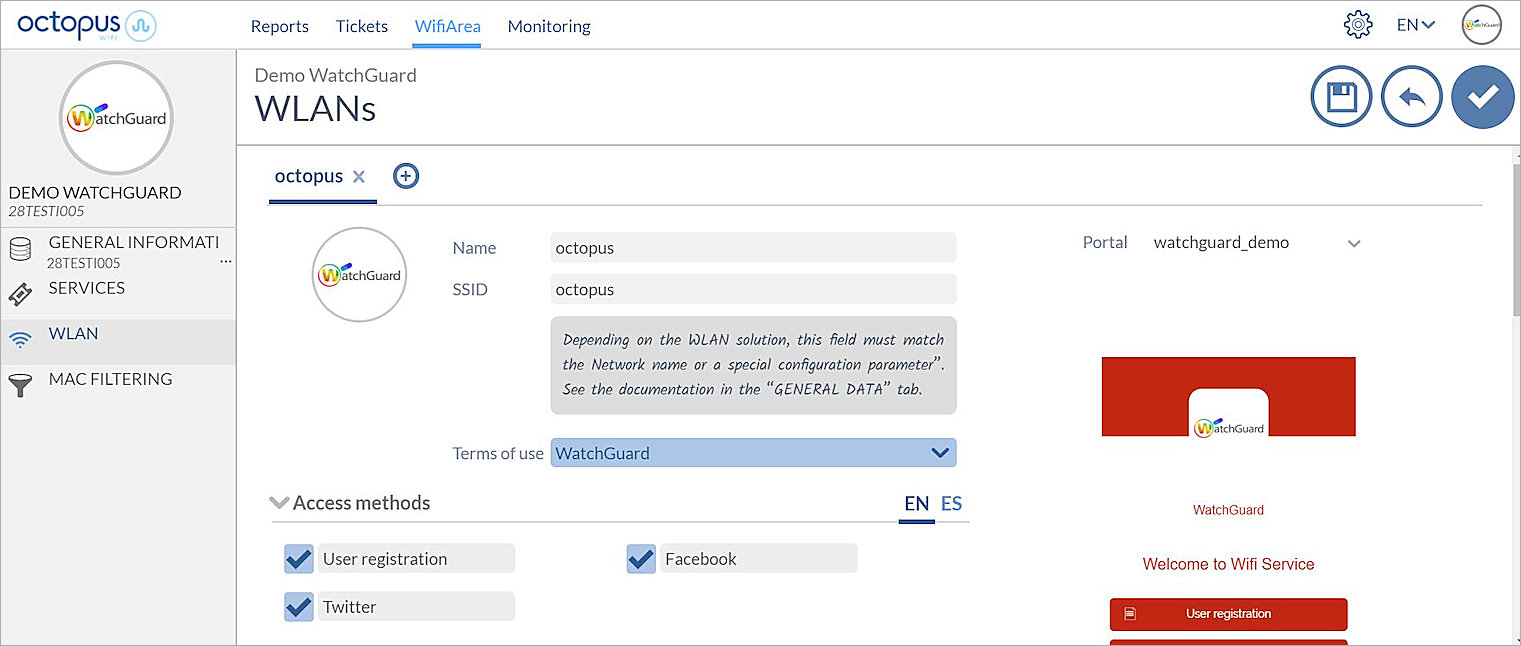 octopus
WIFI
Reports
Tickets
WifiArea
Monitoring
EN
WatchGuard
WatchGuard
DEMO WATCHGUARD
28TESTI005
GENERAL INFORMATI
28TESTI005
...
SERVICES
WLAN
MAC FILTERING
Demo WatchGuard
WLANs
octopus
WatchGuard
Name
octopus
SSID
octopus
Depending on the WLAN solution, this field must match
the Network name or a special configuration parameter”.
See the documentation in the “GENERAL DATA” tab.
Terms of use
WatchGuard
Access methods
EN ES
User registration
Facebook
Twitter
Portal
watchguard_demo
WatchGuard
WatchGuard
Welcome to Wifi Service
User registration